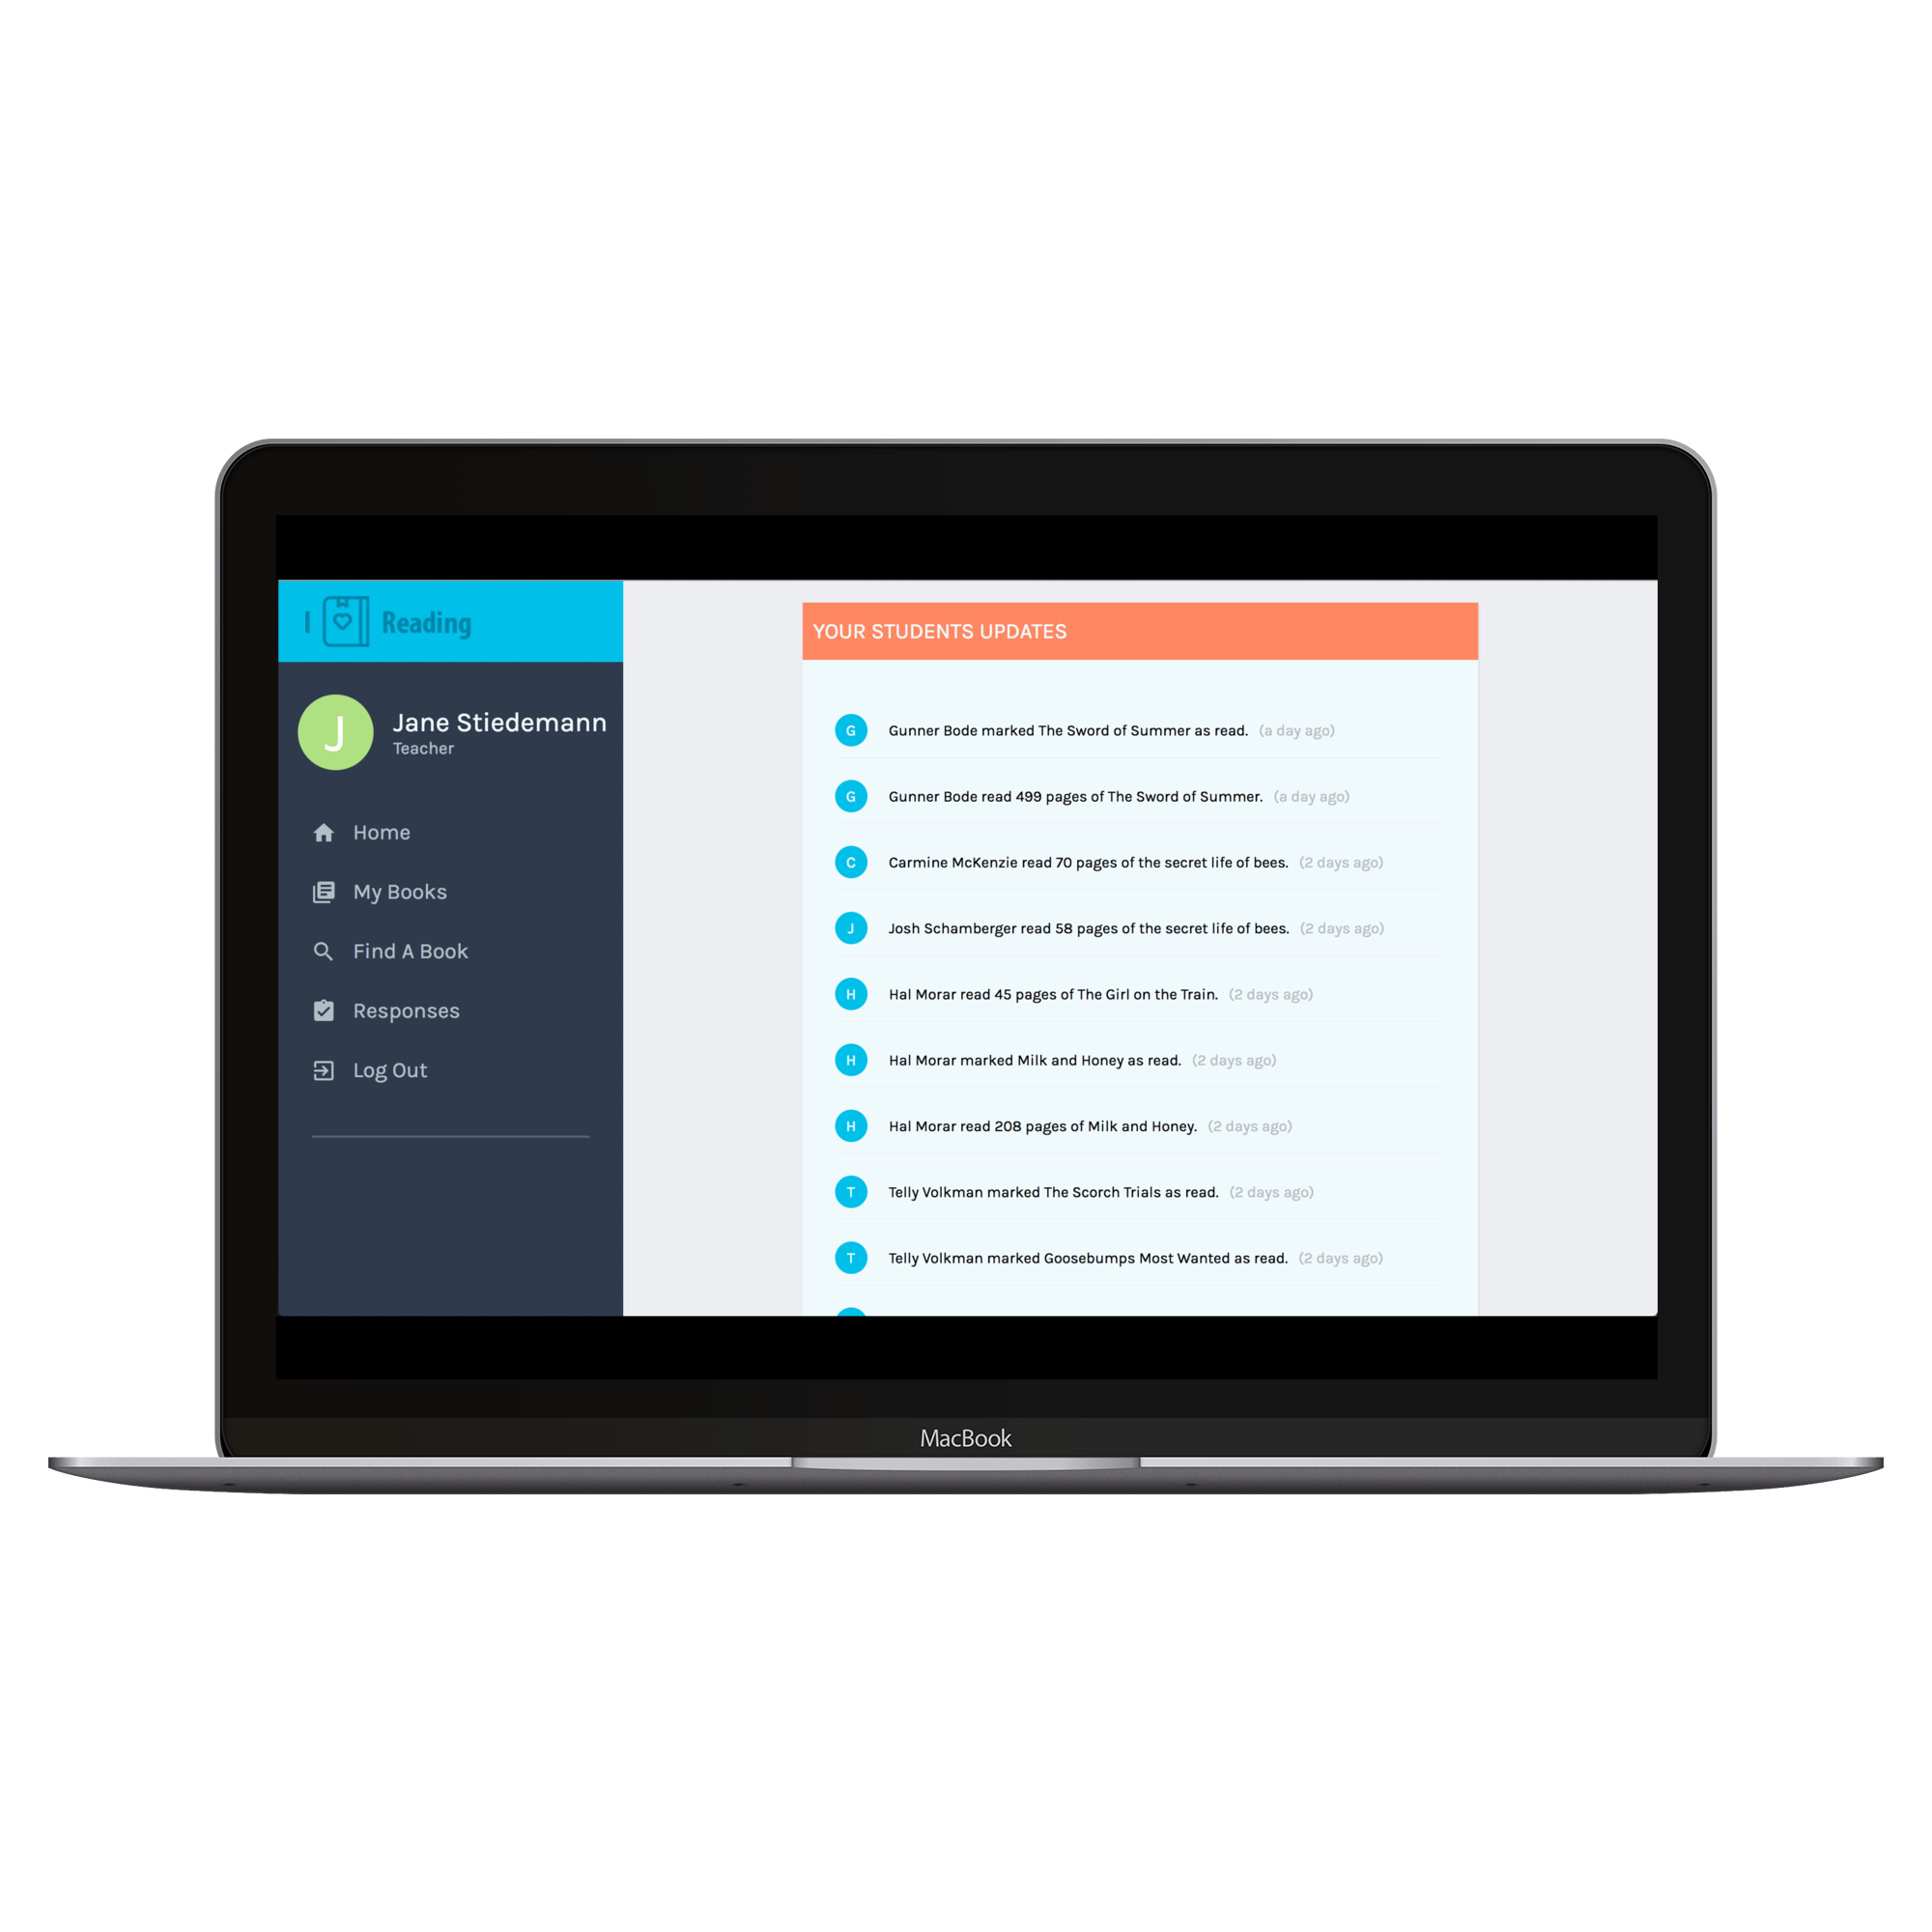 I Reading
J
Jane Stiedemann
Teacher
Home
My Books
Find A Book
Responses
Log Out
YOUR STUDENTS UPDATES
G Gunner Bode marked The Sword of Summer as read. (a day ago)
G Gunner Bode read 499 pages of The Sword of Summer. (a day ago)
C Carmine McKenzie read 70 pages of the secret life of bees. (2 days ago)
J Josh Schamberger read 58 pages of the secret life of bees. (2 days ago)
H Hal Morar read 45 pages of The Girl on the Train. (2 days ago)
H Hal Morar marked Milk and Honey as read. (2 days ago)
H Hal Morar read 208 pages of Milk and Honey. (2 days ago)
T Telly Volkman marked The Scorch Trials as read. (2 days ago)
T Telly Volkman marked Goosebumps Most Wanted as read. (2 days ago)
MacBook